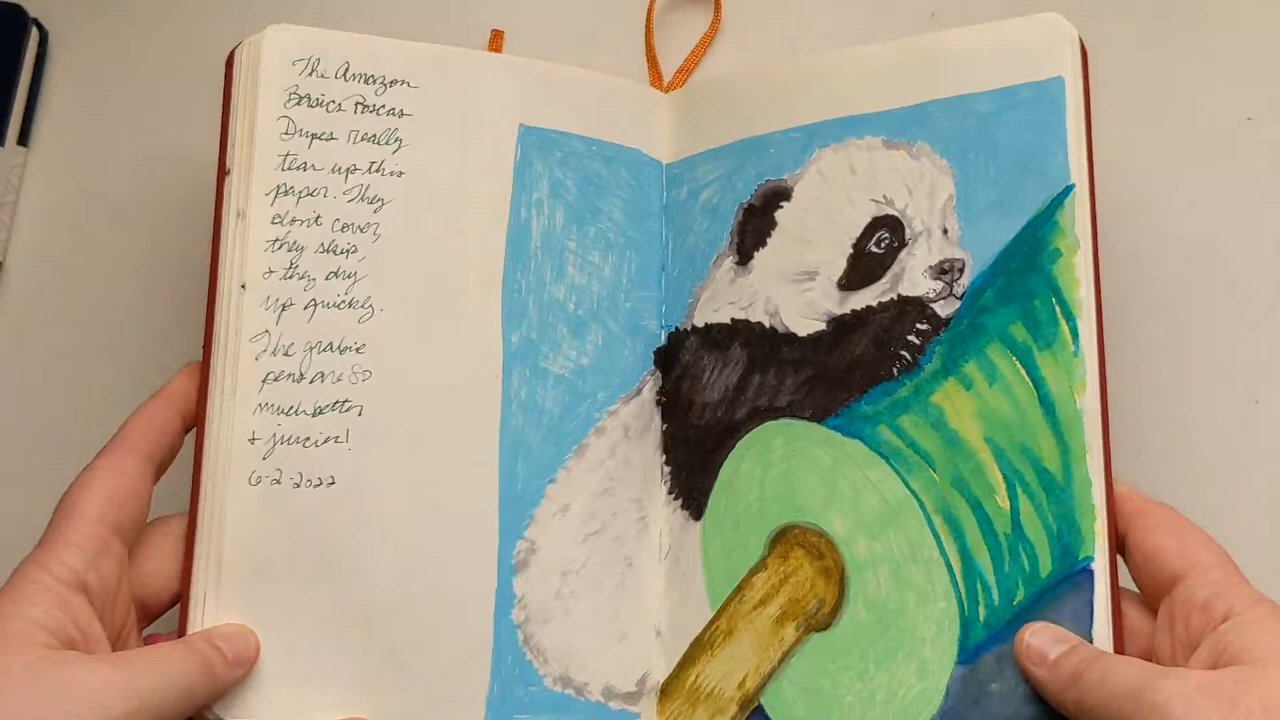 The Amazon
Basics Poscas
Dupes really
tear up this
paper. They
don't cover,
they skip,
& they dry
up quickly.
The grabie
pens are so
much better
& juicier!
6-2-2022